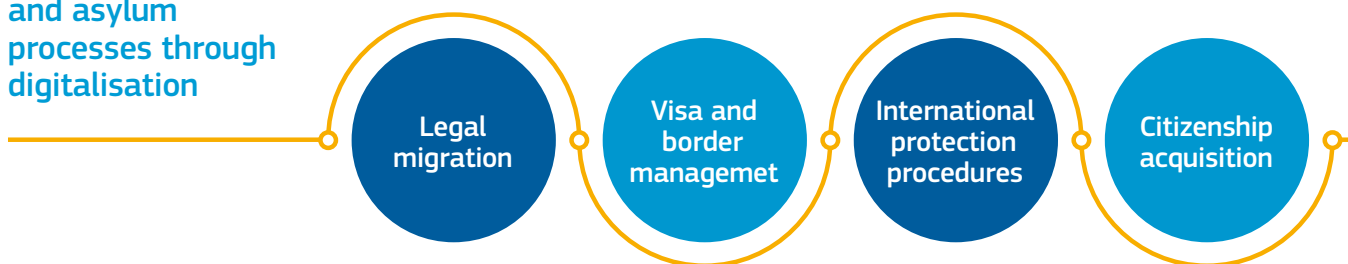 and asylum
processes through
digitalisation
Legal
migration
Visa and
border
managemet
International
protection
procedures
Citizenship
acquisition